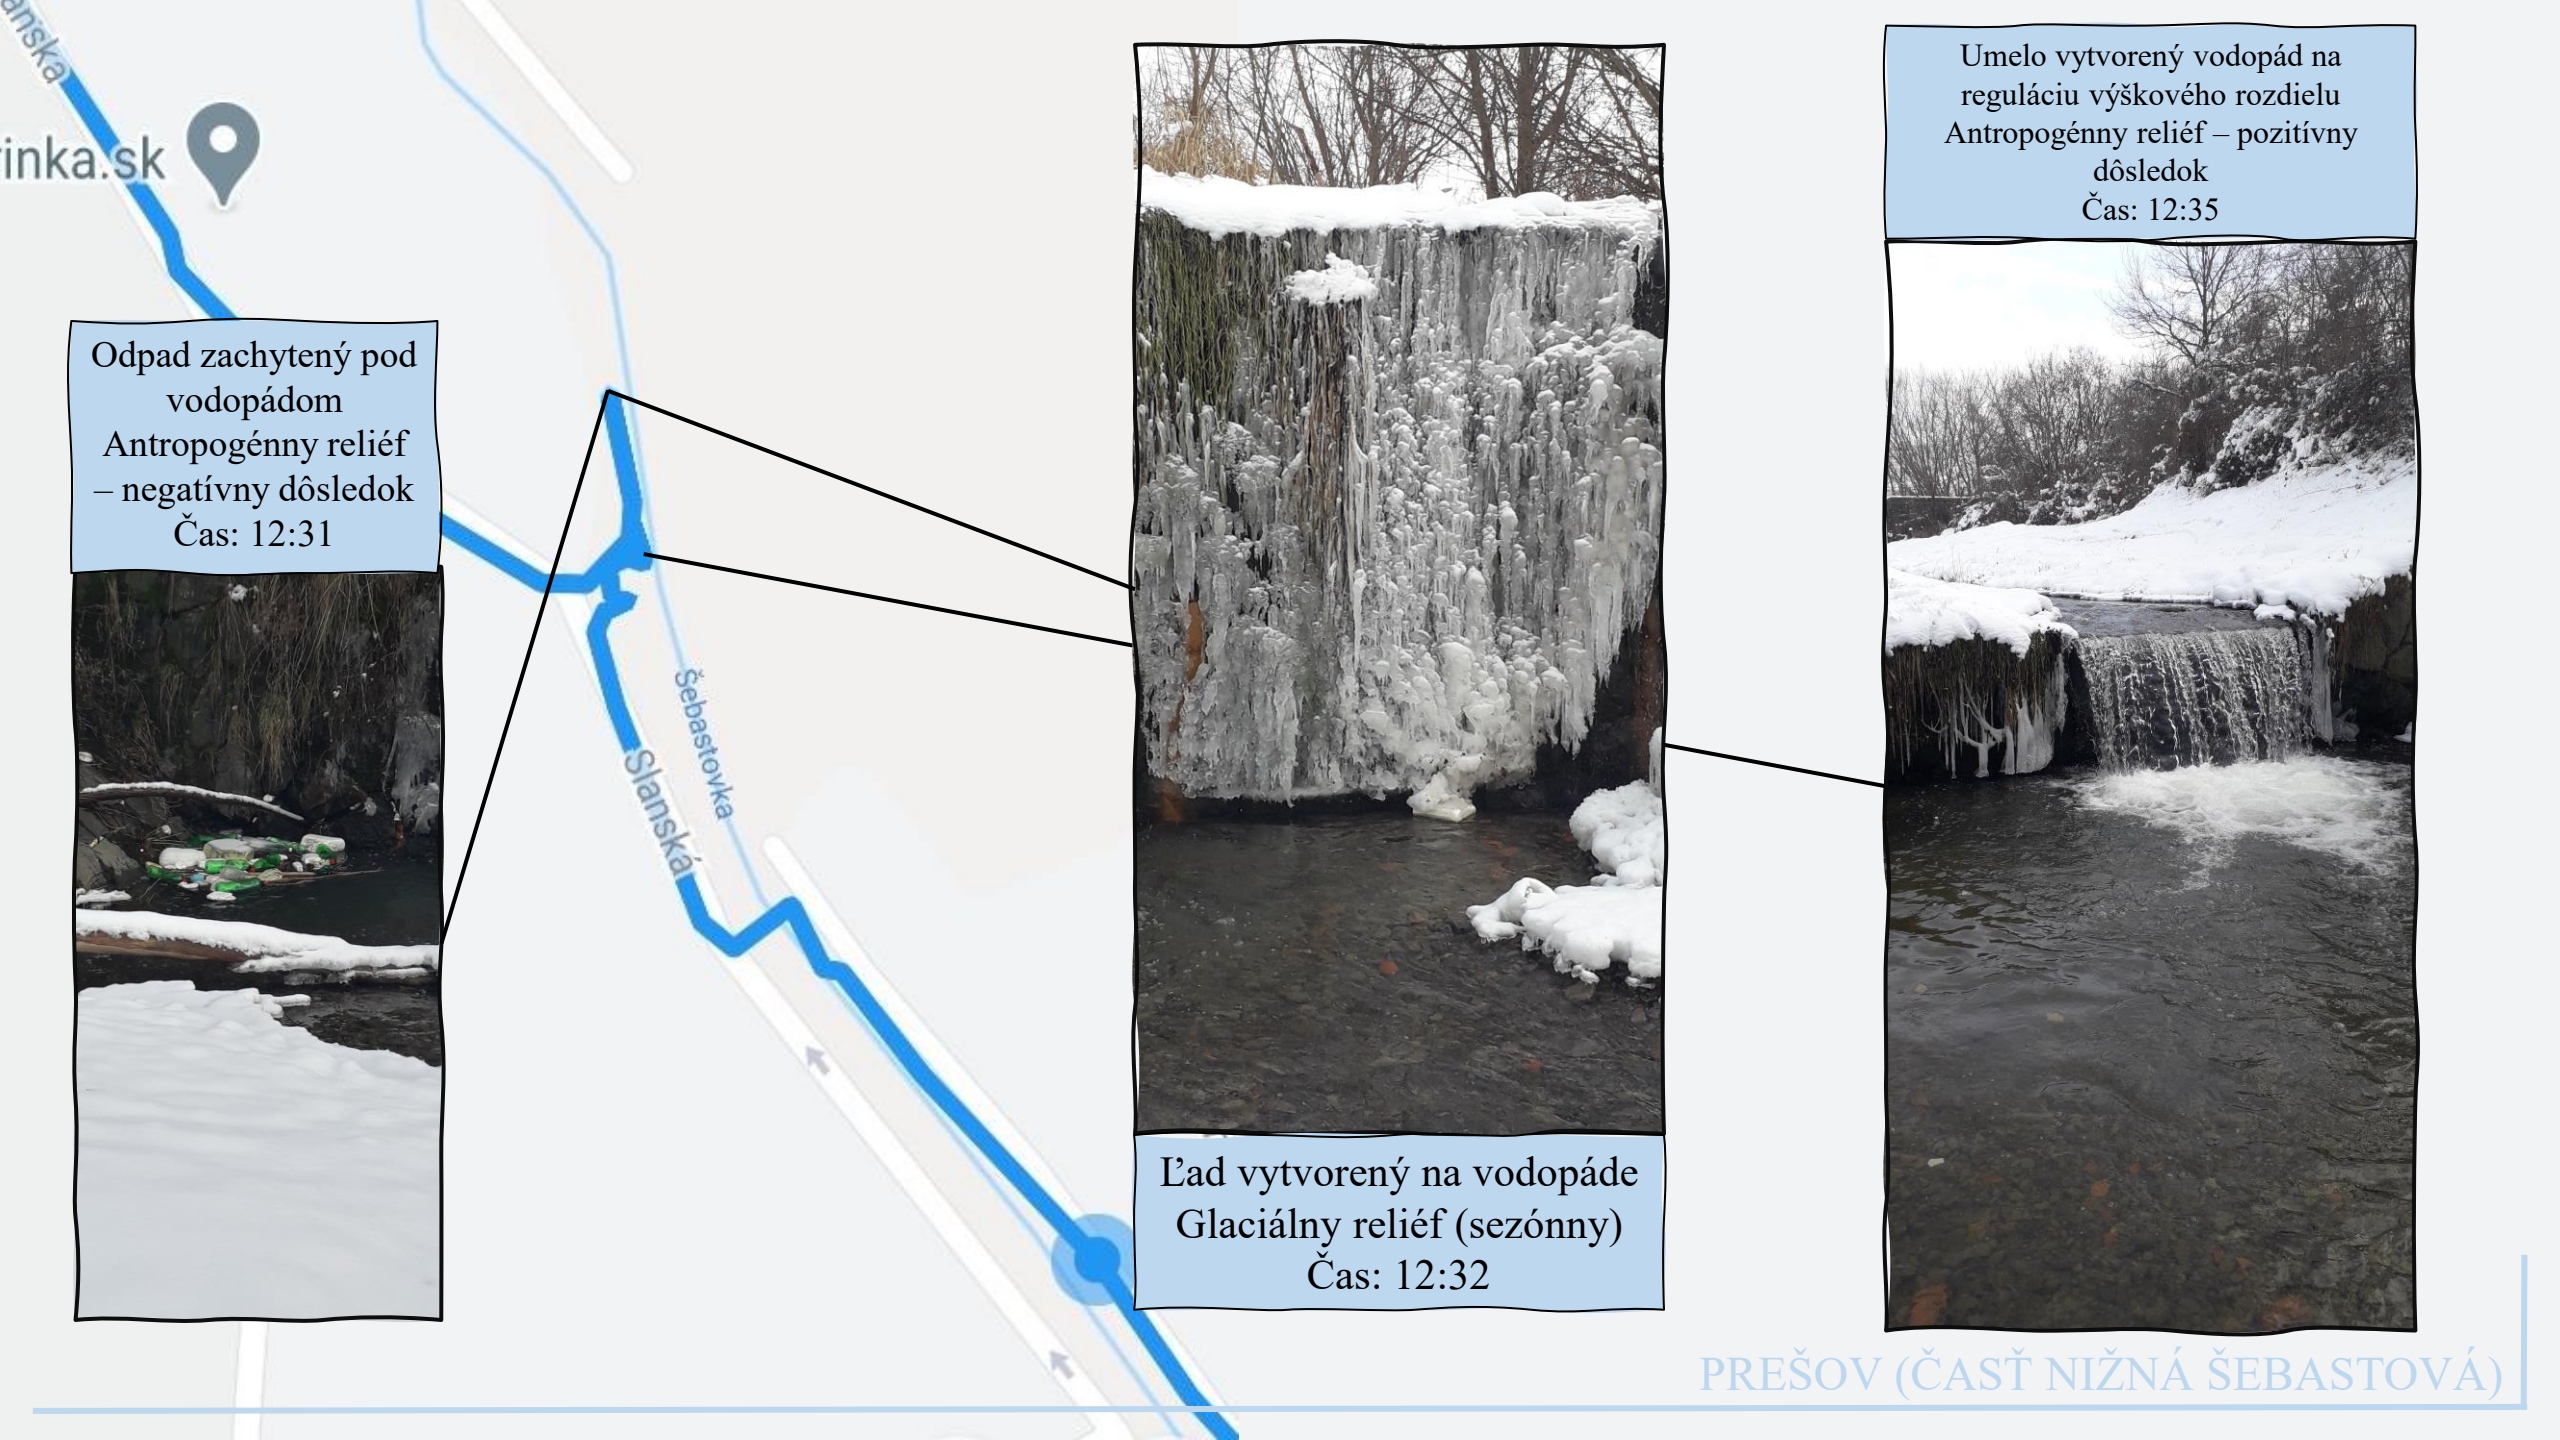 rinka.sk
Odpad zachytený pod
vodopádom
Antropogénny reliéf
– negatívny dôsledok
Čas: 12:31
Šebastovka
Slanská
Ľad vytvorený na vodopáde
Glaciálny reliéf (sezónny)
Čas: 12:32
Umelo vytvorený vodopád na
reguláciu výškového rozdielu
Antropogénny reliéf – pozitívny
dôsledok
Čas: 12:35
PREŠOV (ČASŤ NIŽNÁ ŠEBASTOVÁ)